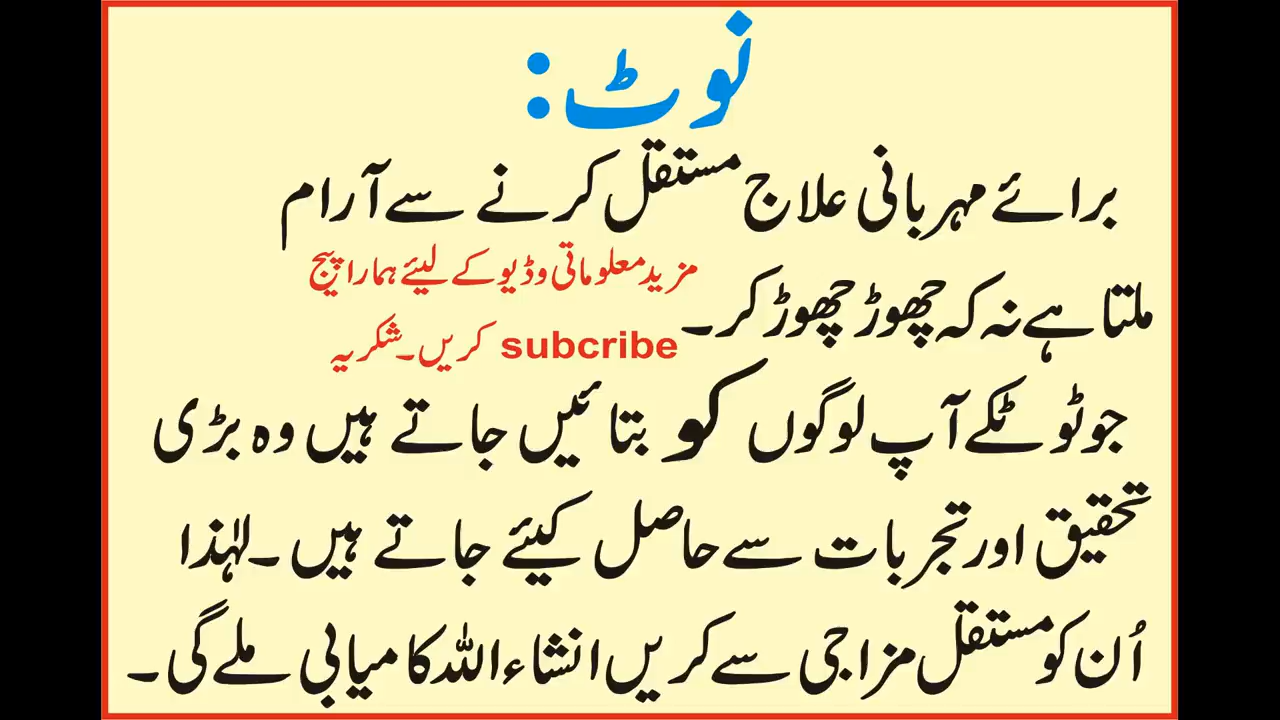 نوٹ:
برائے مہربانی علاج مستقل کرنے سے آرام
مزید معلوماتی وڈیو کے لیئے ہمارا پیج
ملتا ہے نہ کہ چھوڑ چھوڑ کر۔
subcribe کریں۔شکریہ
جو ٹوٹکے آپ لوگوں کو بتائیں جاتے ہیں وہ بڑی
تحقیق اور تجربات سے حاصل کیئے جاتے ہیں۔ لہٰذا
اُن کو مستقل مزاجی سے کریں انشاء اللہ کامیابی ملے گی۔